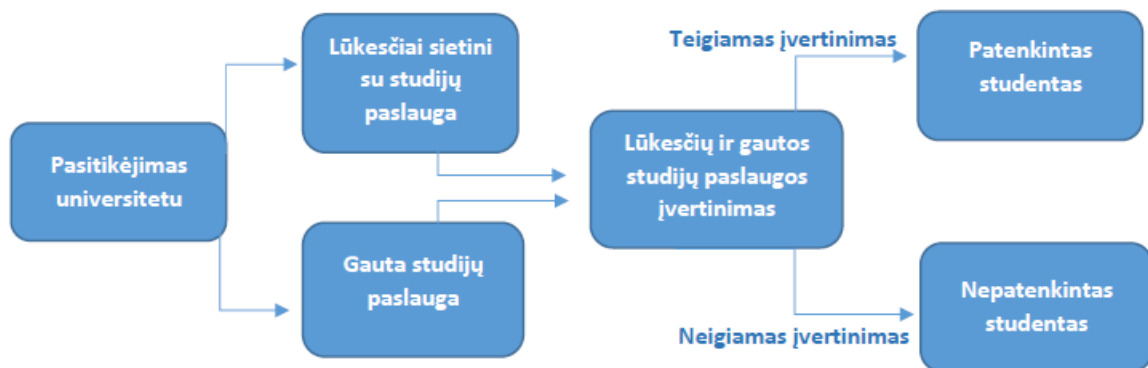 Pasitikėjimas
universitetu
Lūkesčiai sietini
su studijų
paslauga
Gauta studijų
paslauga
Lūkesčių ir gautos
studijų paslaugos
įvertinimas
Teigiamas įvertinimas
Patenkintas
studentas
Neigiamas įvertinimas
Nepatenkintas
studentas